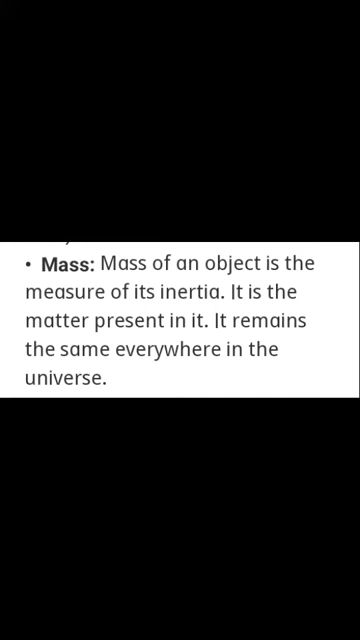 • Mass: Mass of an object is the
measure of its inertia. It is the
matter present in it. It remains
the same everywhere in the
universe.